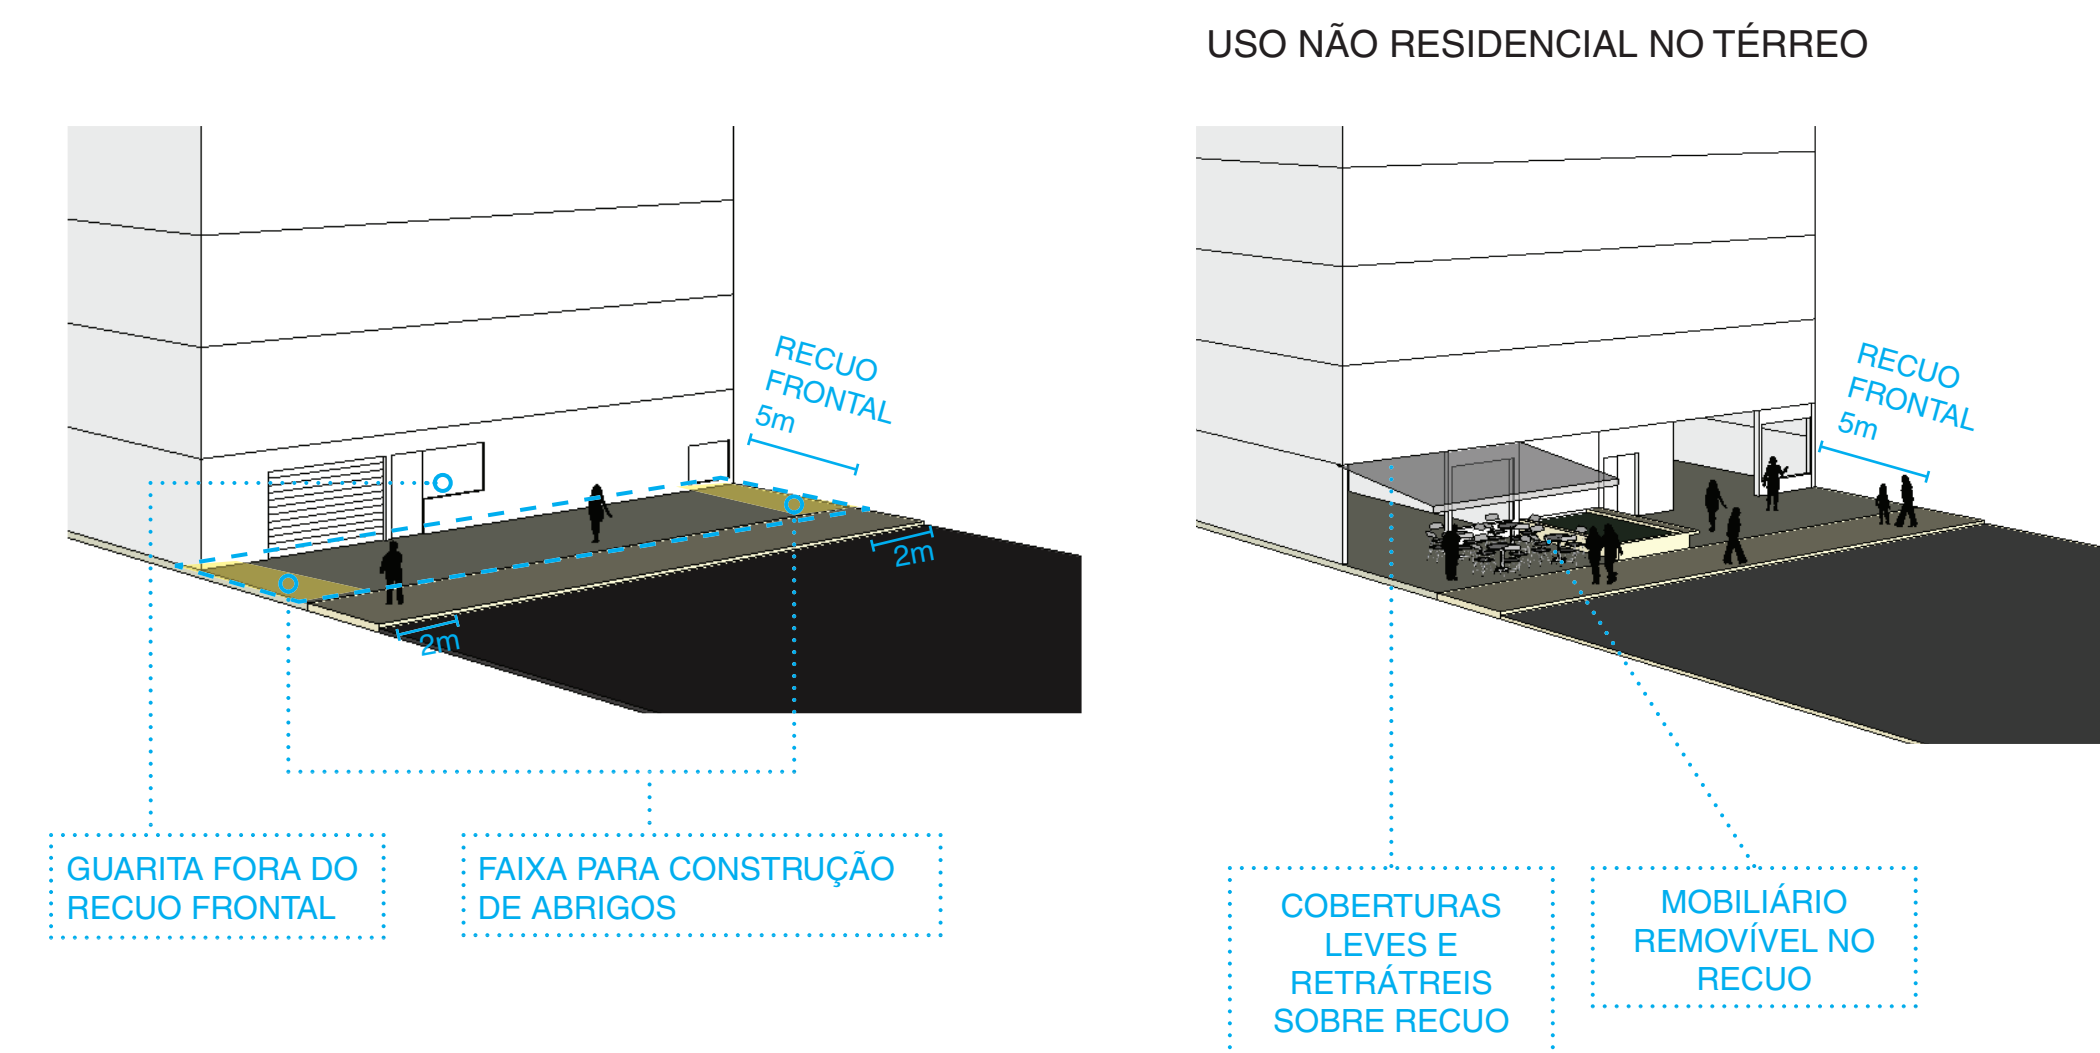 USO NÃO RESIDENCIAL NO TÉRREO
RECUO
FRONTAL
5m
2m
2m
GUARITA FORA DO
RECUO FRONTAL
FAIXA PARA CONSTRUÇÃO
DE ABRIGOS
RECUO
FRONTAL
5m
COBERTURAS
LEVES E
RETRÁTREIS
SOBRE RECUO
MOBILIÁRIO
REMOVÍVEL NO
RECUO